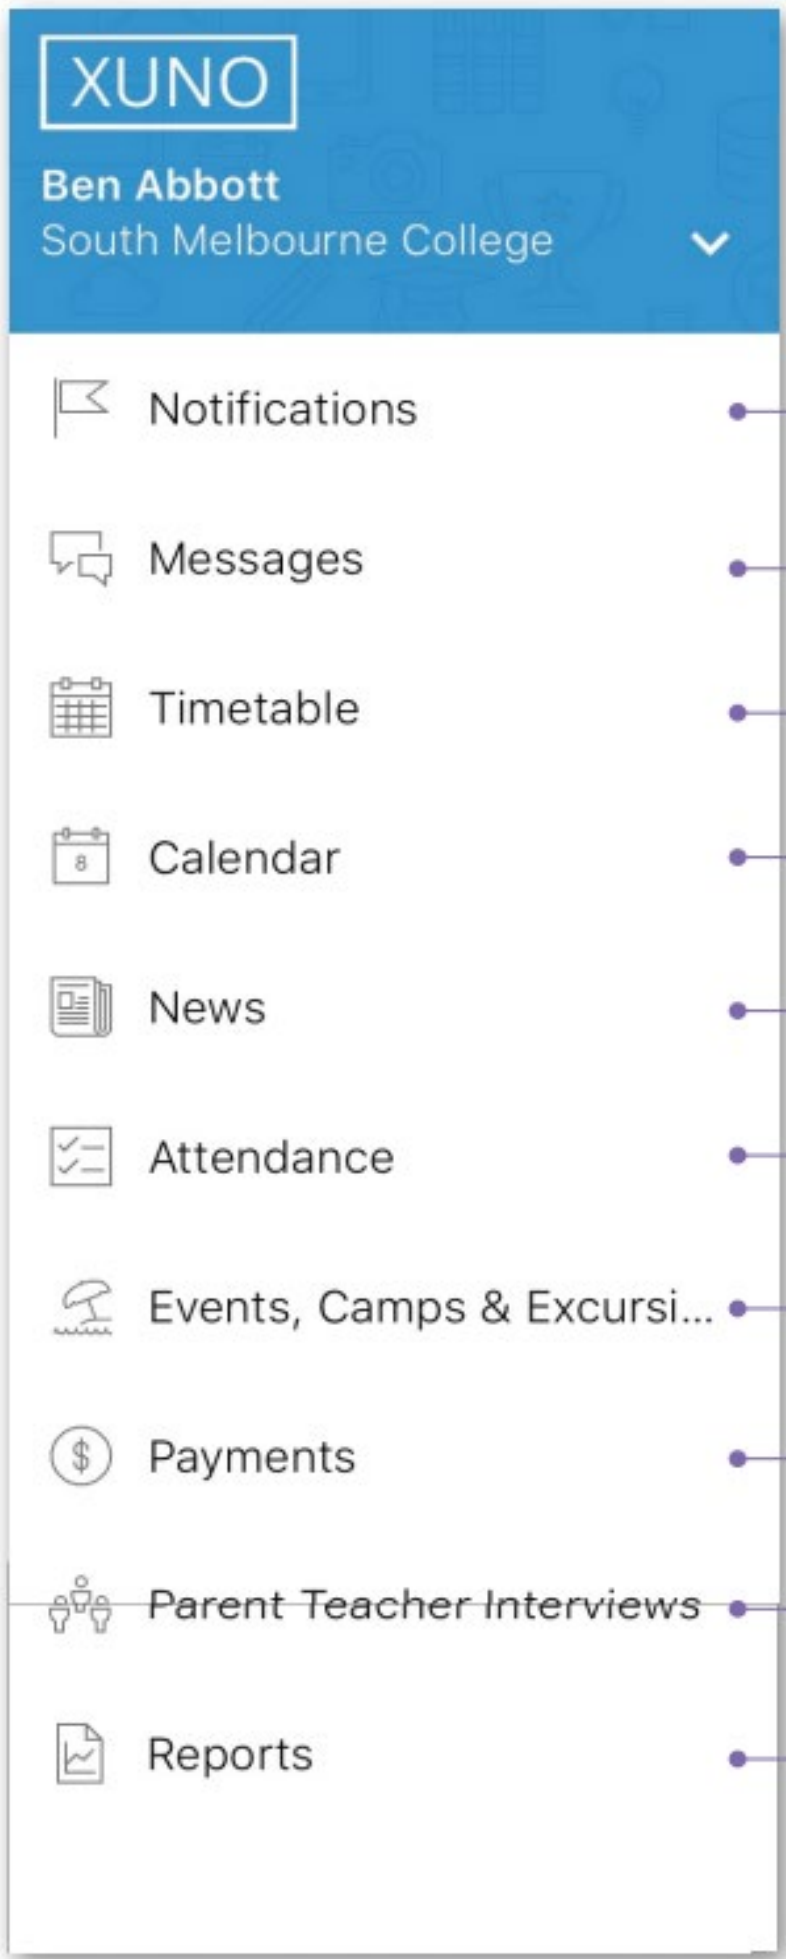 XUNO
Ben Abbott
South Melbourne College
Notifications
Messages
Timetable
8
Calendar
News
Attendance
Events, Camps & Excursi...
$
Payments
Parent Teacher Interviews
Reports